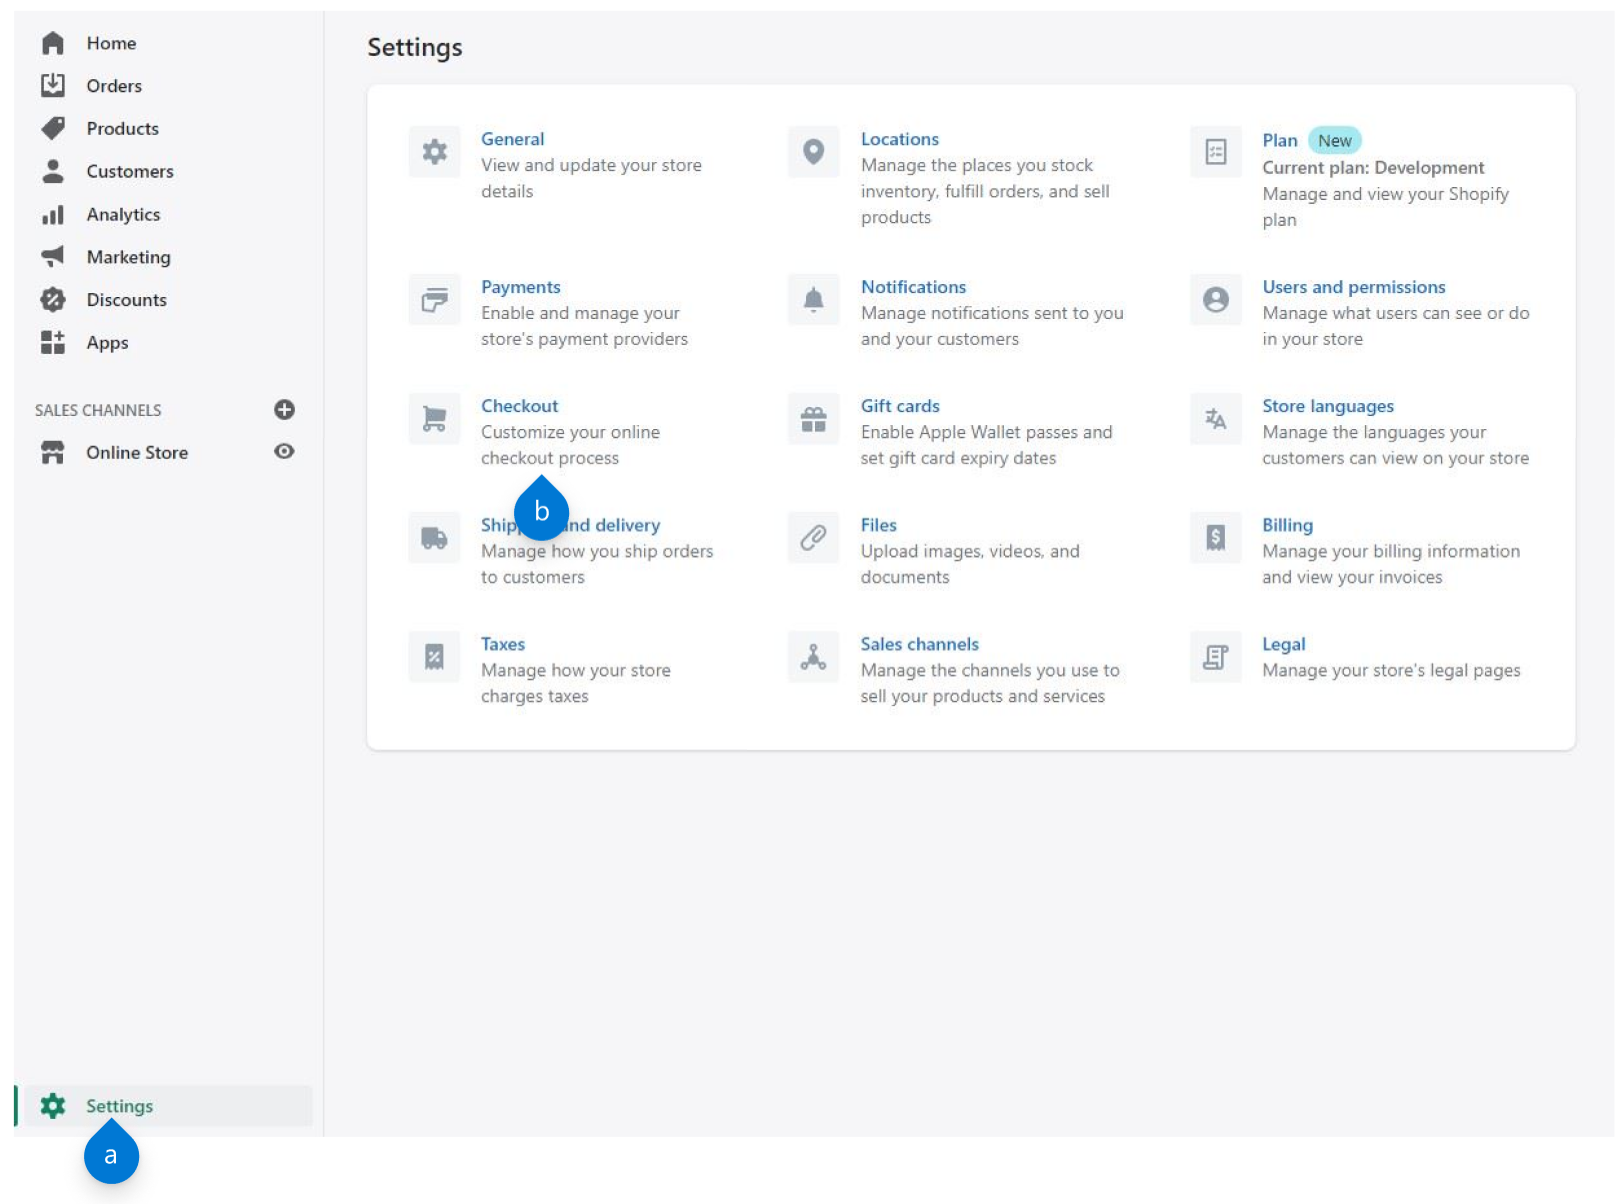 Home
Orders
Products
Customers
Analytics
Marketing
Discounts
Apps
SALES CHANNELS
Online Store
Settings
a
Settings
General
View and update your store
details
Locations
Manage the places you stock
inventory, fulfill orders, and sell
products
Plan New
Current plan: Development
Manage and view your Shopify
plan
Payments
Enable and manage your
store's payment providers
Notifications
Manage notifications sent to you
and your customers
Users and permissions
Manage what users can see or do
in your store
Checkout
Customize your online
checkout process
b
Gift cards
Enable Apple Wallet passes and
set gift card expiry dates
Store languages
Manage the languages your
customers can view on your store
and delivery
Manage how you ship orders
to customers
Files
Upload images, videos, and
documents
Billing
Manage your billing information
and view your invoices
Taxes
Manage how your store
charges taxes
Sales channels
Manage the channels you use to
sell your products and services
Legal
Manage your store's legal pages